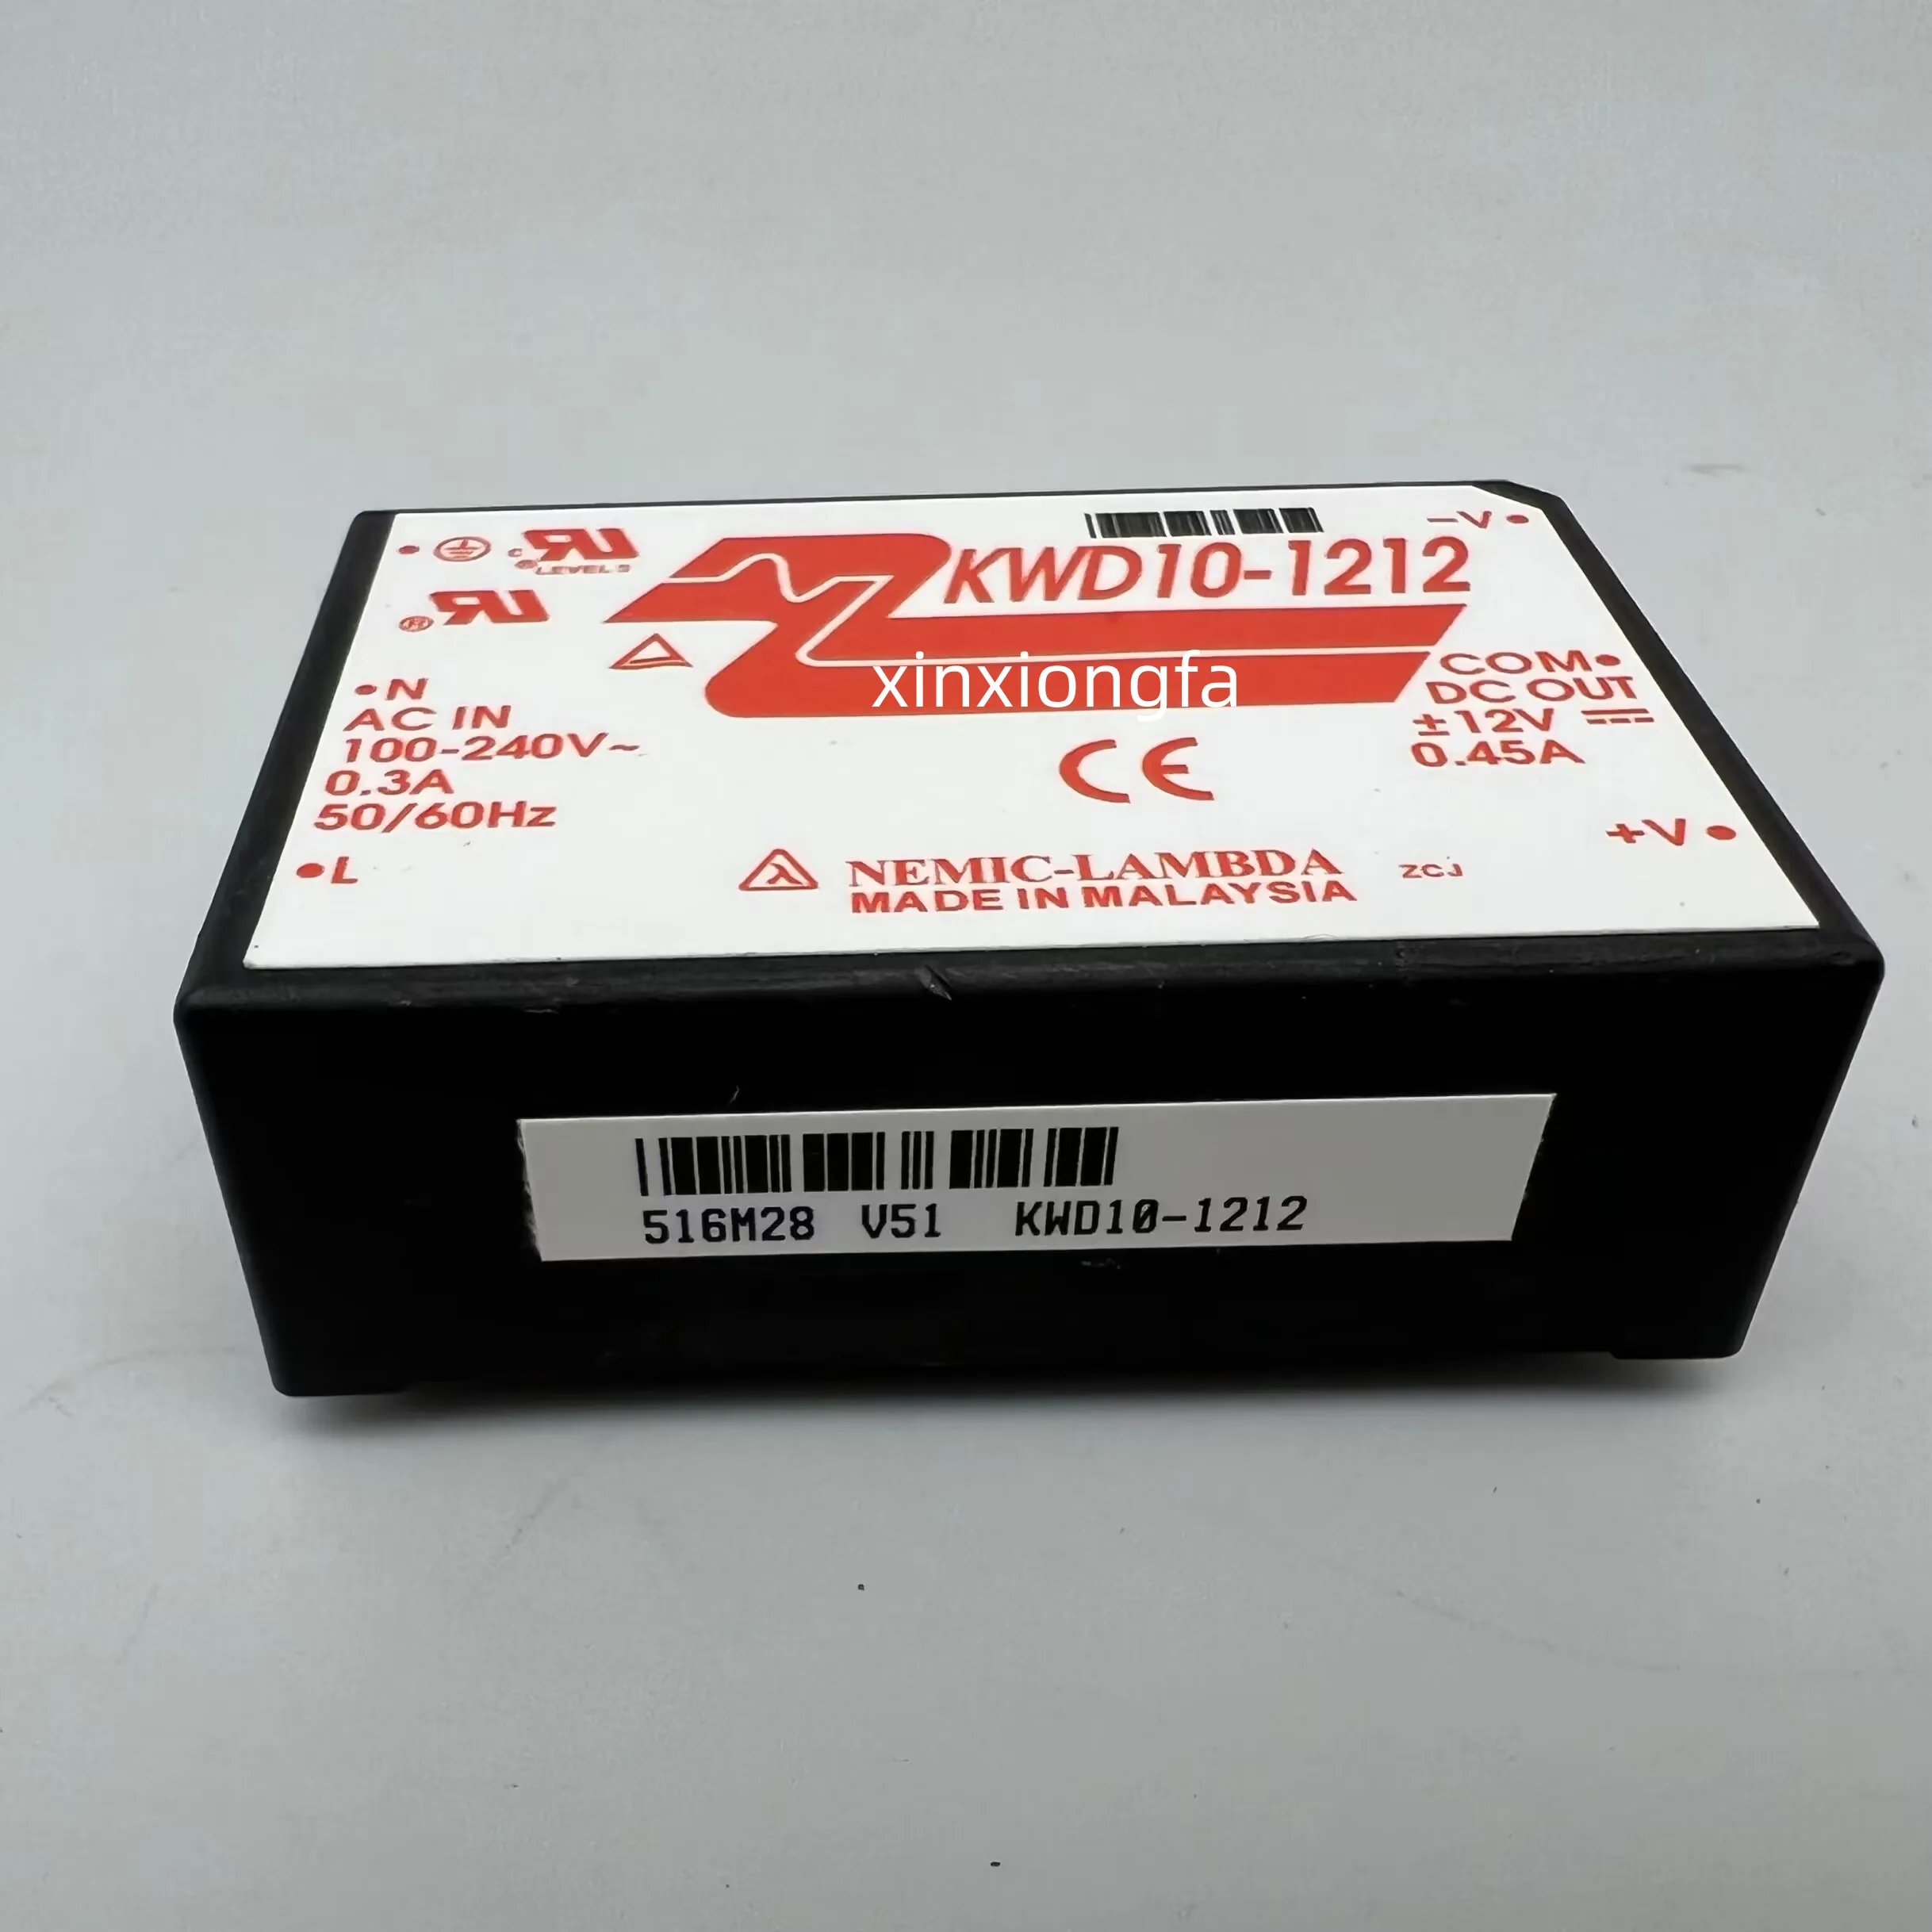 KWD10-1212
-V
LEVEL 5
xinxiongfa
N
AC IN
100-240V~
0.3A
50/60Hz
L
COM
DC OUT
±12V
0.45A
+V
CE
NEMIC-LAMBDA
MADE IN MALAYSIA
ZCJ
516M28 V51 KWD10-1212